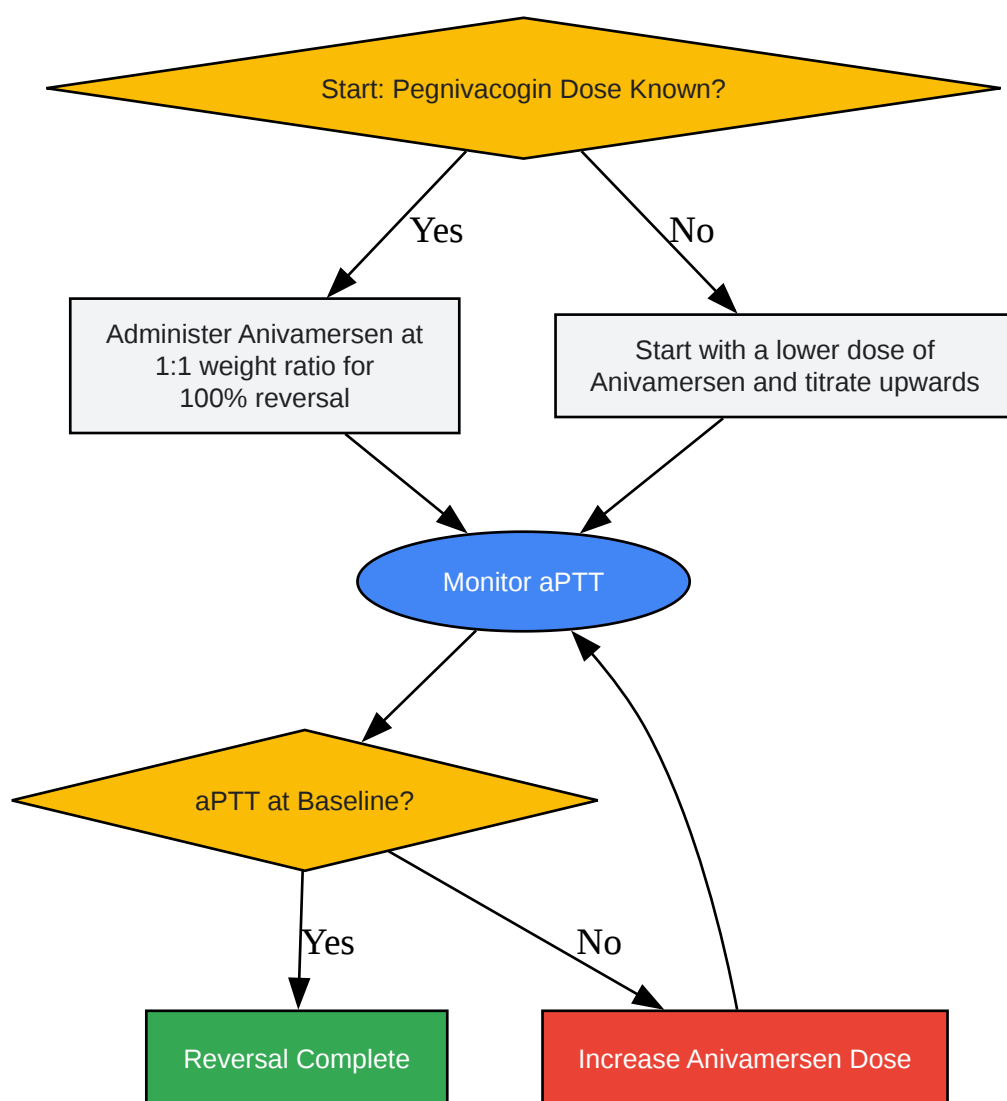 Start: Pegnivacogin Dose Known?
Yes
No
Administer Anivamersen at
1:1 weight ratio for
100% reversal
Start with a lower dose of
Anivamersen and titrate upwards
Monitor aPTT
aPTT at Baseline?
Yes
No
Reversal Complete
Increase Anivamersen Dose